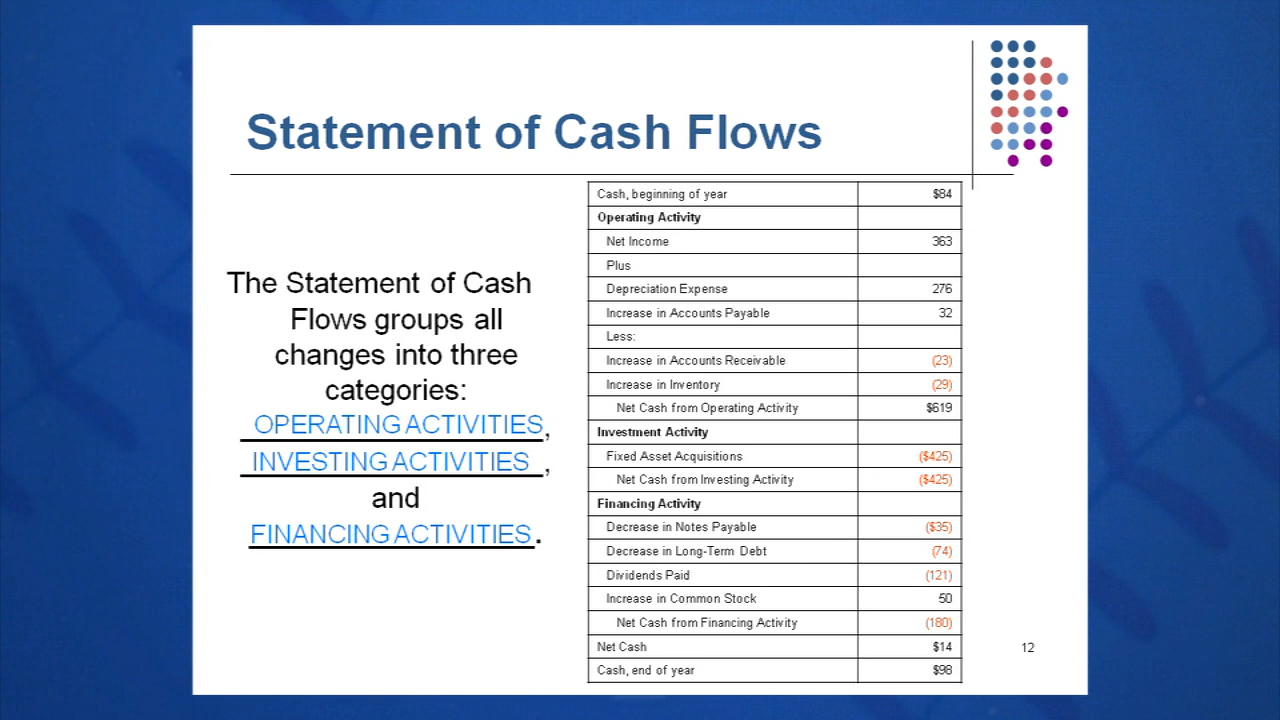 Statement of Cash Flows
The Statement of Cash
Flows groups all
changes into three
categories:
OPERATING ACTIVITIES,
INVESTING ACTIVITIES,
and
FINANCING ACTIVITIES.
Cash, beginning of year $84
Operating Activity
Net Income 363
Plus
Depreciation Expense 276
Increase in Accounts Payable 32
Less:
Increase in Accounts Receivable (23)
Increase in Inventory (29)
Net Cash from Operating Activity $619
Investment Activity
Fixed Asset Acquisitions ($425)
Net Cash from Investing Activity ($425)
Financing Activity
Decrease in Notes Payable ($35)
Decrease in Long-Term Debt (74)
Dividends Paid (121)
Increase in Common Stock 50
Net Cash from Financing Activity (180)
Net Cash $14
Cash, end of year $98
12